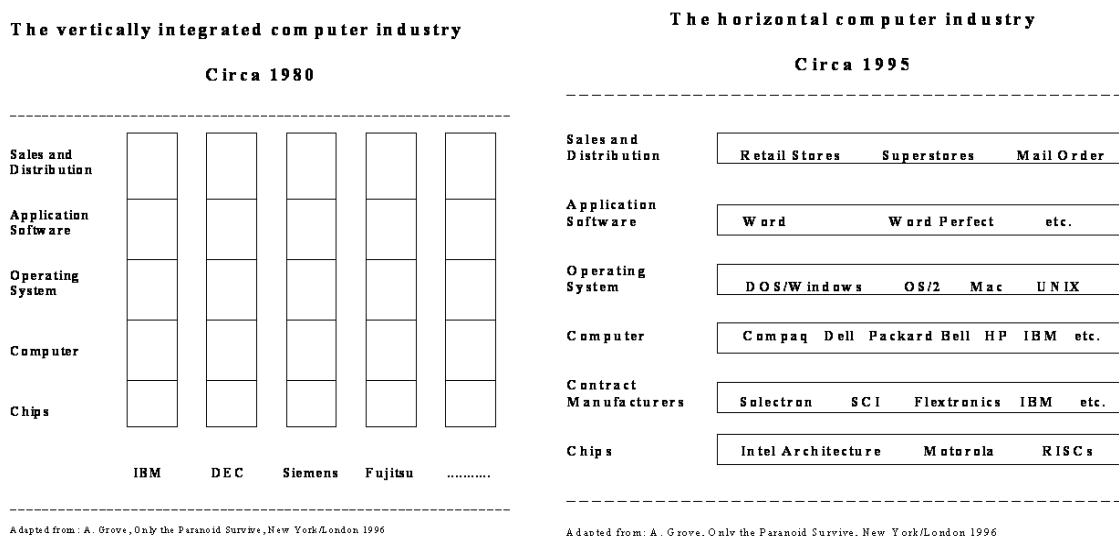 The vertically integrated computer industry
Circa 1980
Sales and
Distribution
Application
Software
Operating
System
Computer
Chips
IBM DEC Siemens Fujitsu ...........
Adapted from: A. Grove, Only the Paranoid Survive, New York/London 1996
The horizontal computer industry
Circa 1995
Sales and
Distribution
Retail Stores Superstores Mail Order
Application
Software
Word Word Perfect etc.
Operating
System
DOS/Windows OS/2 Mac UNIX
Computer
Compaq Dell Packard Bell HP IBM etc.
Contract
Manufacturers
Solectron SCI Flextronics IBM etc.
Chips
Intel Architecture Motorola RISCs
Adapted from: A. Grove, Only the Paranoid Survive, New York/London 1996